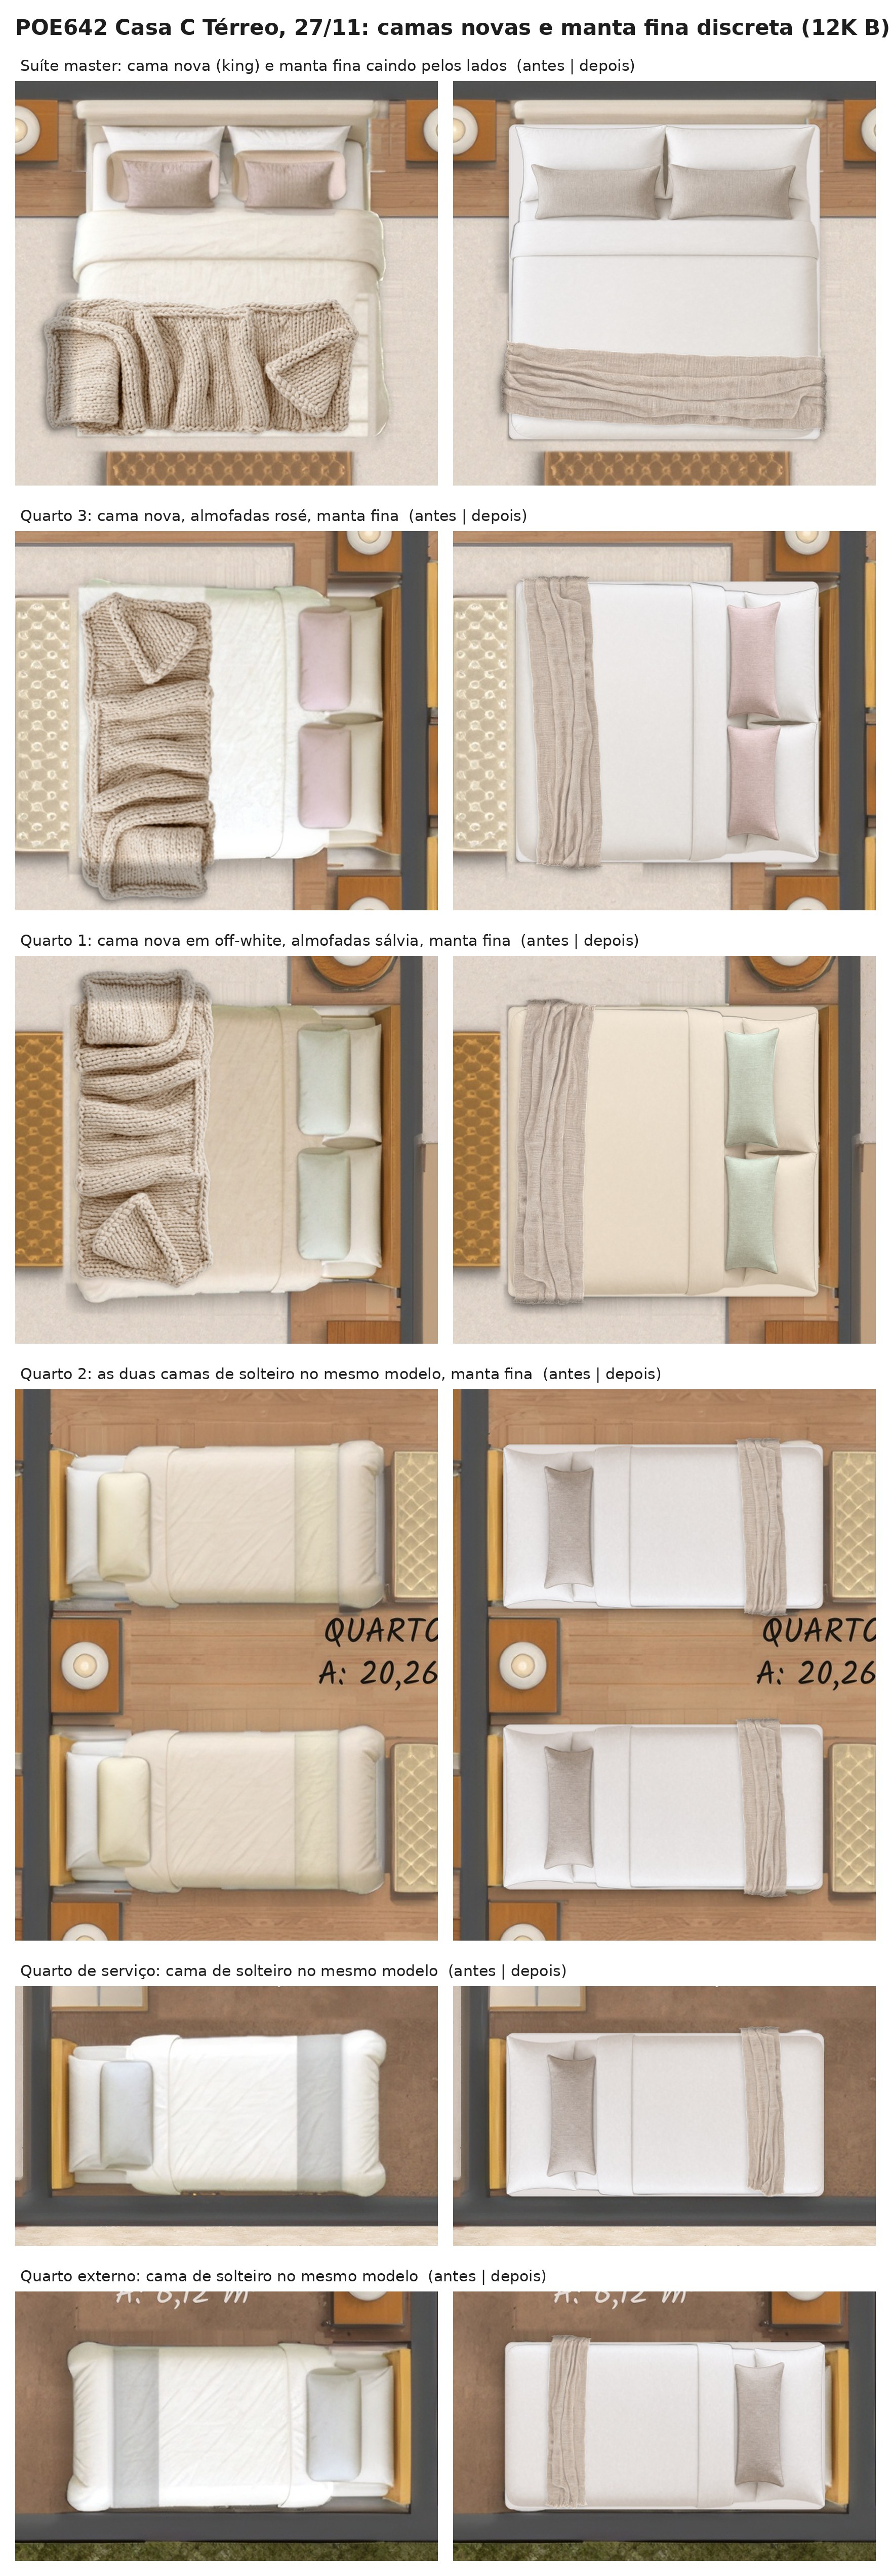 POE642 Casa C Térreo, 27/11: camas novas e manta fina discreta (12K B)
Suíte master: cama nova (king) e manta fina caindo pelos lados (antes | depois)
Quarto 3: cama nova, almofadas rosé, manta fina (antes | depois)
Quarto 1: cama nova em off-white, almofadas sálvia, manta fina (antes | depois)
Quarto 2: as duas camas de solteiro no mesmo modelo, manta fina (antes | depois)
QUARTO
A: 20,26
QUARTO
A: 20,26
Quarto de serviço: cama de solteiro no mesmo modelo (antes | depois)
Quarto externo: cama de solteiro no mesmo modelo (antes | depois)